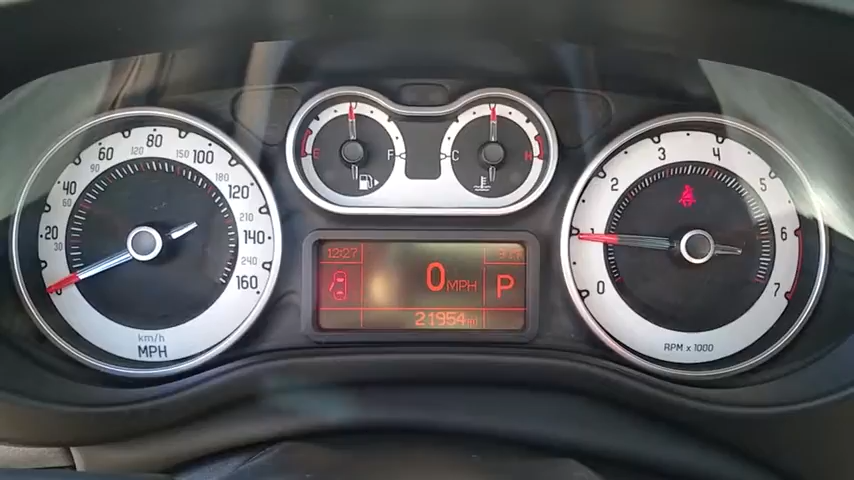 20 40 60 80 100 120 140 160
30 60 90 120 150 180 210 240
km/h
MPH
E F
C H
12:27
0 MPH P
21954
0 1 2 3 4 5 6 7
RPM x 1000